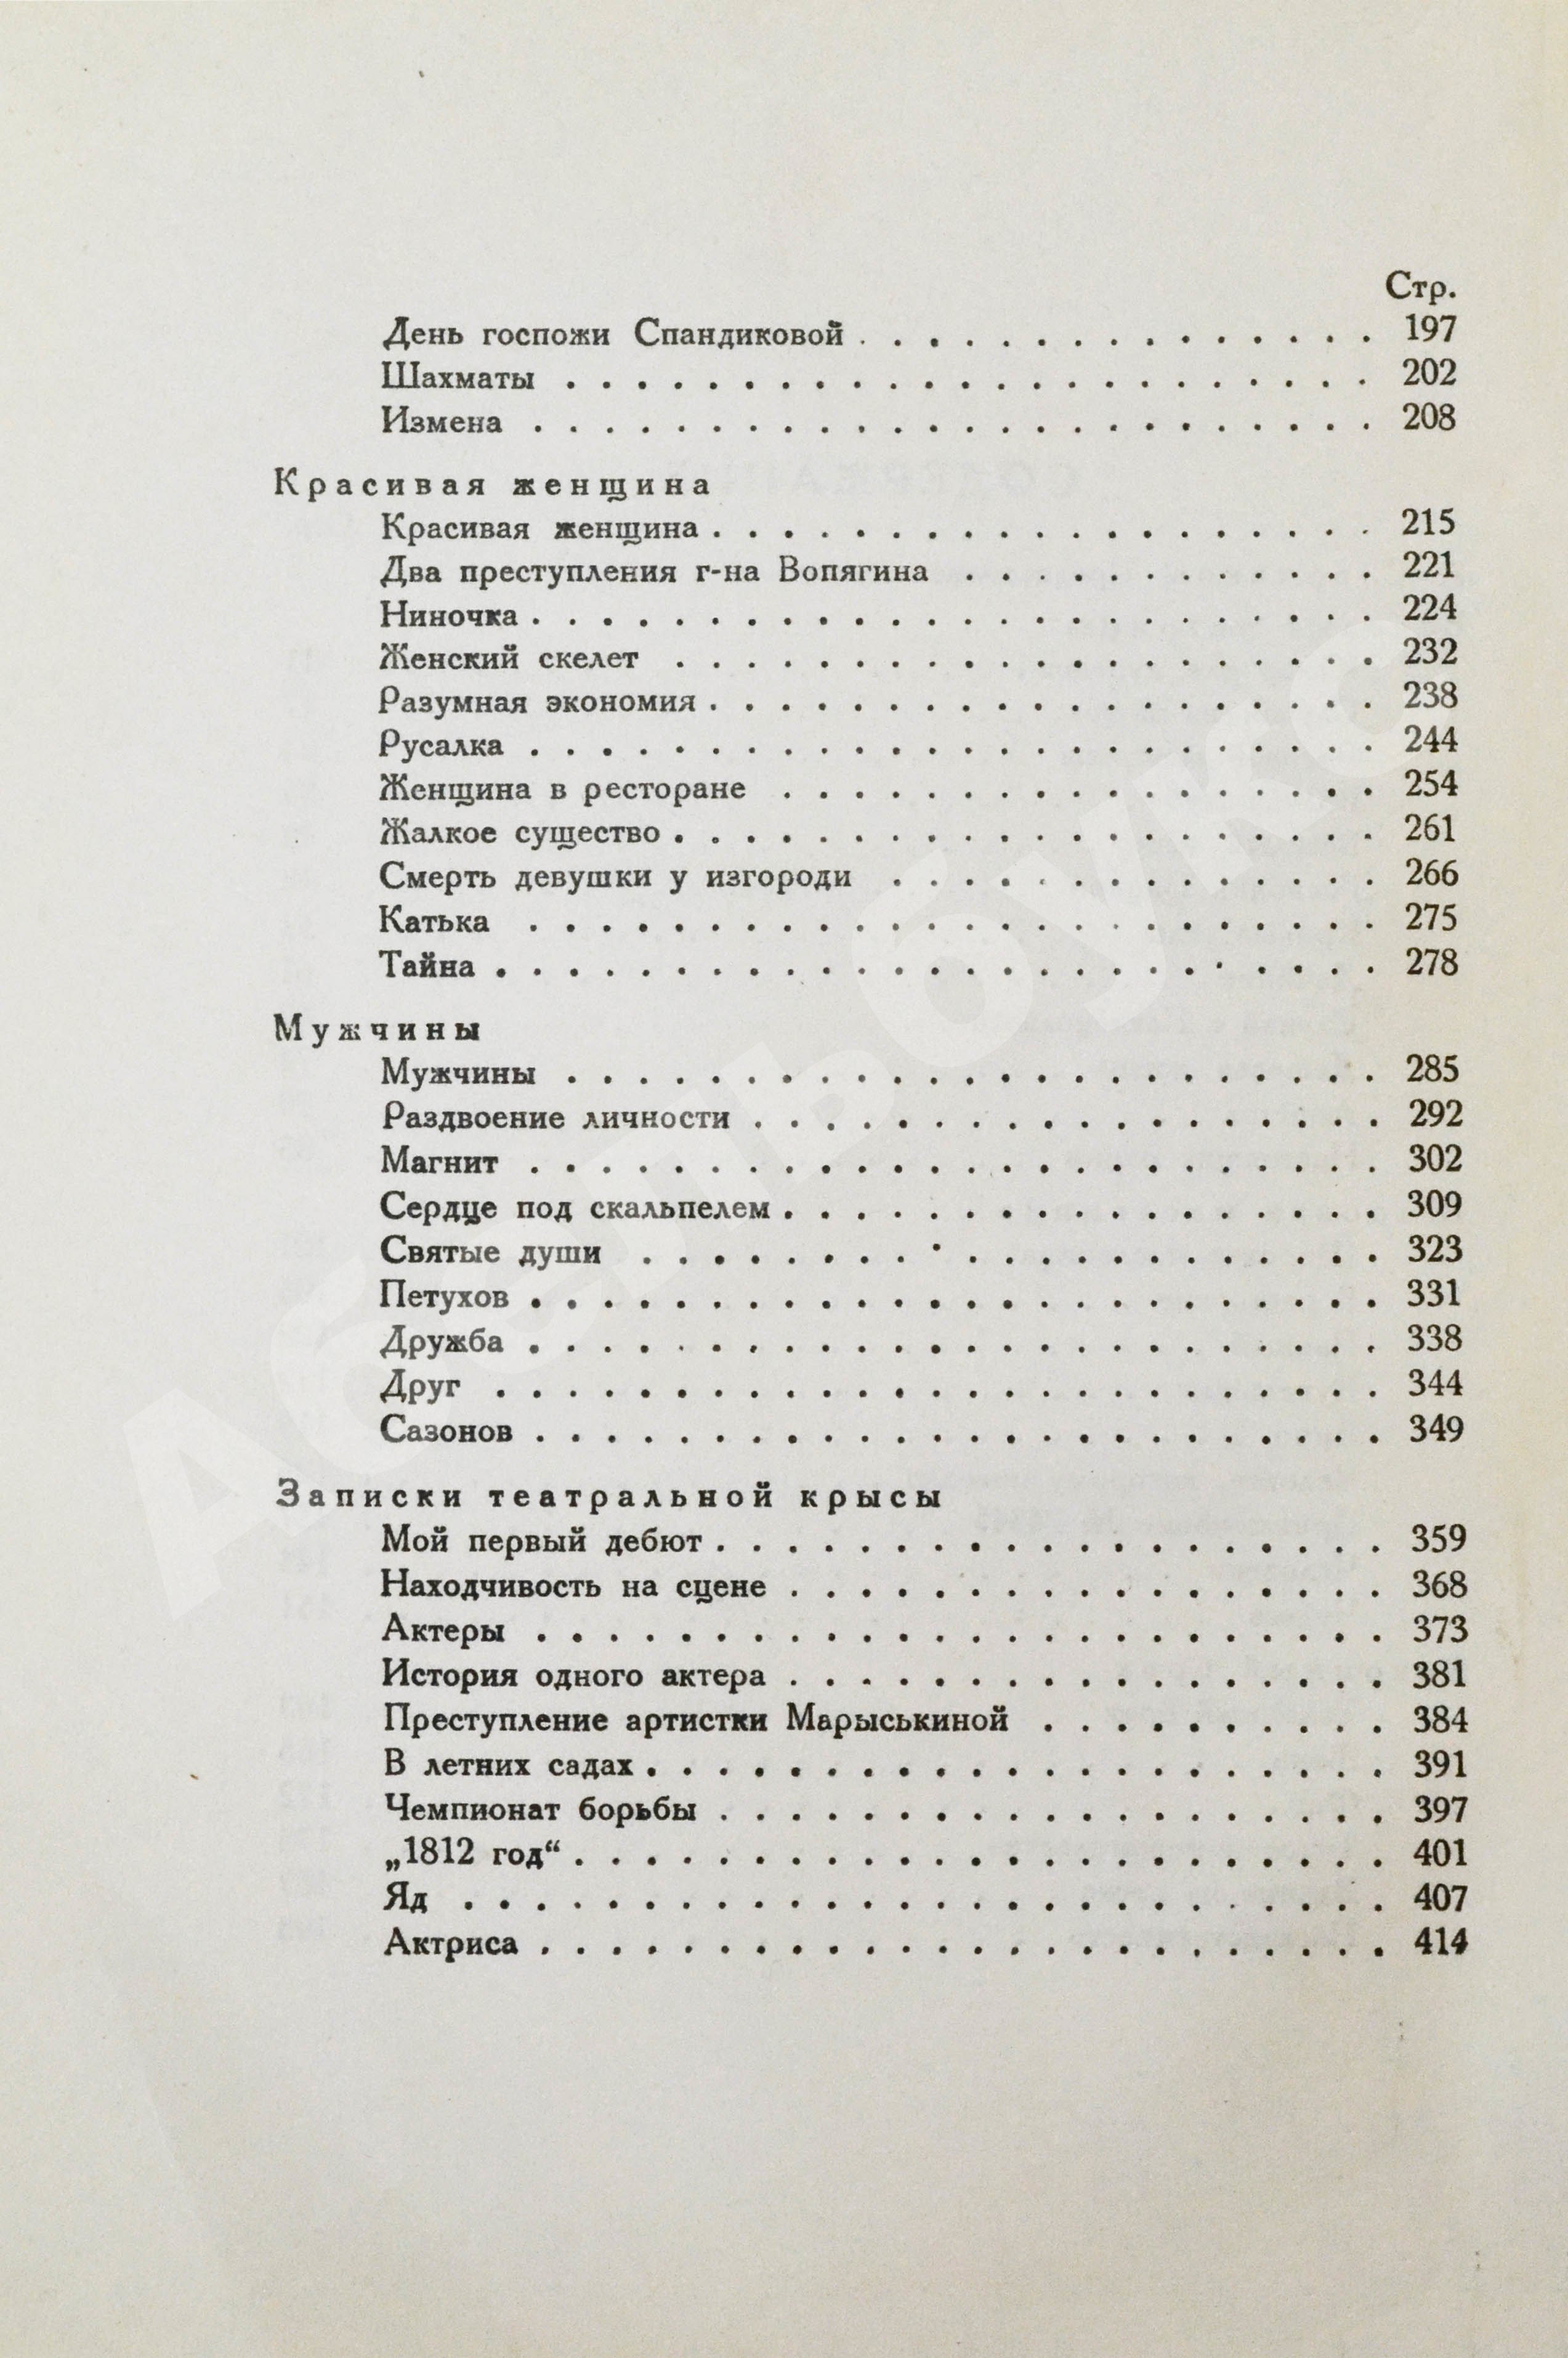 Стр.
День госпожи Спандиковой . . . . . . . . . . . . . . . 197
Шахматы . . . . . . . . . . . . . . . . . . . . . . . 202
Измена . . . . . . . . . . . . . . . . . . . . . . . . 208
Красивая женщина
Красивая женщина . . . . . . . . . . . . . . . . . . . 215
Два преступления г-на Вопягина . . . . . . . . . . . . 221
Ниночка . . . . . . . . . . . . . . . . . . . . . . . . 224
Женский скелет . . . . . . . . . . . . . . . . . . . . 232
Разумная экономия . . . . . . . . . . . . . . . . . . . 238
Русалка . . . . . . . . . . . . . . . . . . . . . . . . 244
Женщина в ресторане . . . . . . . . . . . . . . . . . 254
Жалкое существо . . . . . . . . . . . . . . . . . . . . 261
Смерть девушки у изгороди . . . . . . . . . . . . . . 266
Катька . . . . . . . . . . . . . . . . . . . . . . . . 275
Тайна . . . . . . . . . . . . . . . . . . . . . . . . . 278
Мужчины
Мужчины . . . . . . . . . . . . . . . . . . . . . . . 285
Раздвоение личности . . . . . . . . . . . . . . . . . . 292
Магнит . . . . . . . . . . . . . . . . . . . . . . . . 302
Сердце под скальпелем . . . . . . . . . . . . . . . . . 309
Святые души . . . . . . . . . . . . . . . . . . . . . 323
Петухов . . . . . . . . . . . . . . . . . . . . . . . . 331
Дружба . . . . . . . . . . . . . . . . . . . . . . . . 338
Друг . . . . . . . . . . . . . . . . . . . . . . . . . 344
Сазонов . . . . . . . . . . . . . . . . . . . . . . . . 349
Записки театральной крысы
Мой первый дебют . . . . . . . . . . . . . . . . . . . 359
Находчивость на сцене . . . . . . . . . . . . . . . . . 368
Актеры . . . . . . . . . . . . . . . . . . . . . . . . 373
История одного актера . . . . . . . . . . . . . . . . . 381
Преступление артистки Марыськиной . . . . . . . . . . 384
В летних садах . . . . . . . . . . . . . . . . . . . . . 391
Чемпионат борьбы . . . . . . . . . . . . . . . . . . . 397
„1812 год“ . . . . . . . . . . . . . . . . . . . . . . . 401
Яд . . . . . . . . . . . . . . . . . . . . . . . . . . 407
Актриса . . . . . . . . . . . . . . . . . . . . . . . . 414